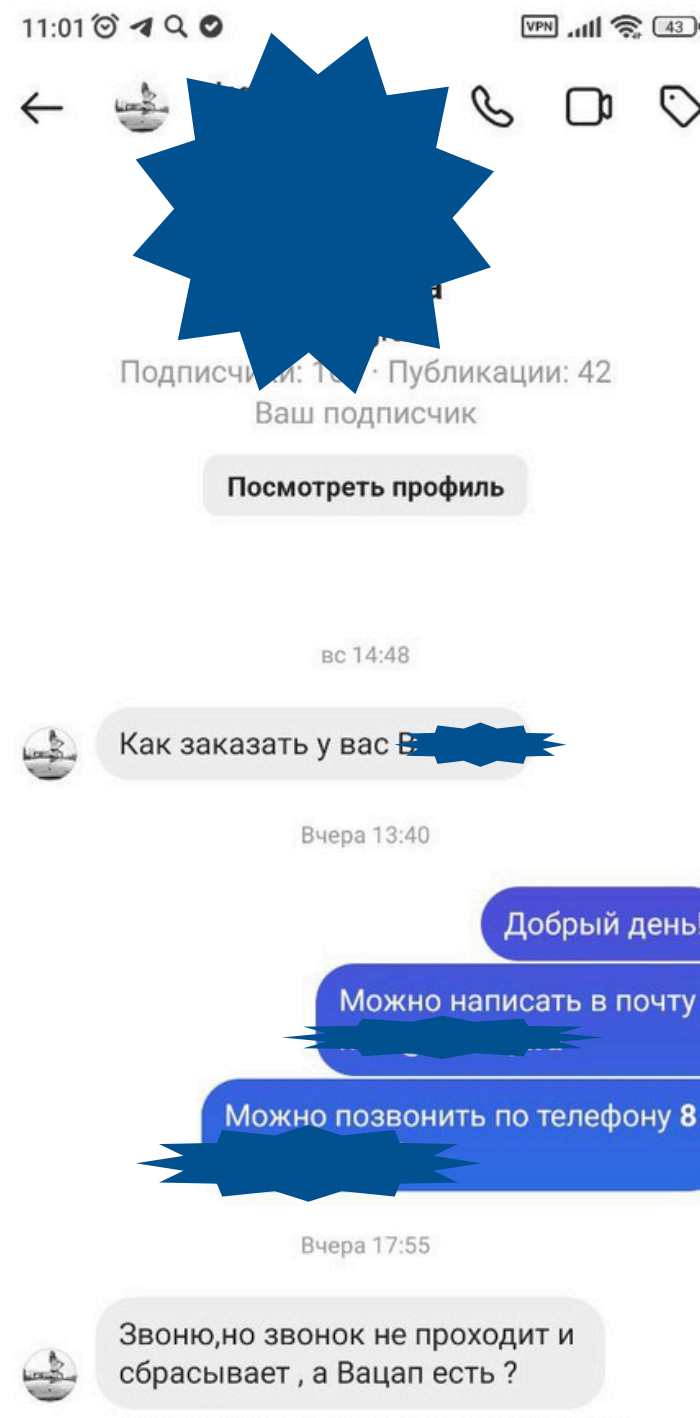 11:01
VPN
43
Подписчики: 1 · Публикации: 42
Ваш подписчик
Посмотреть профиль
вс 14:48
Как заказать у вас
Вчера 13:40
Добрый день!
Можно написать в почту
Можно позвонить по телефону 8
Вчера 17:55
Звоню,но звонок не проходит и
сбрасывает , а Вацап есть ?